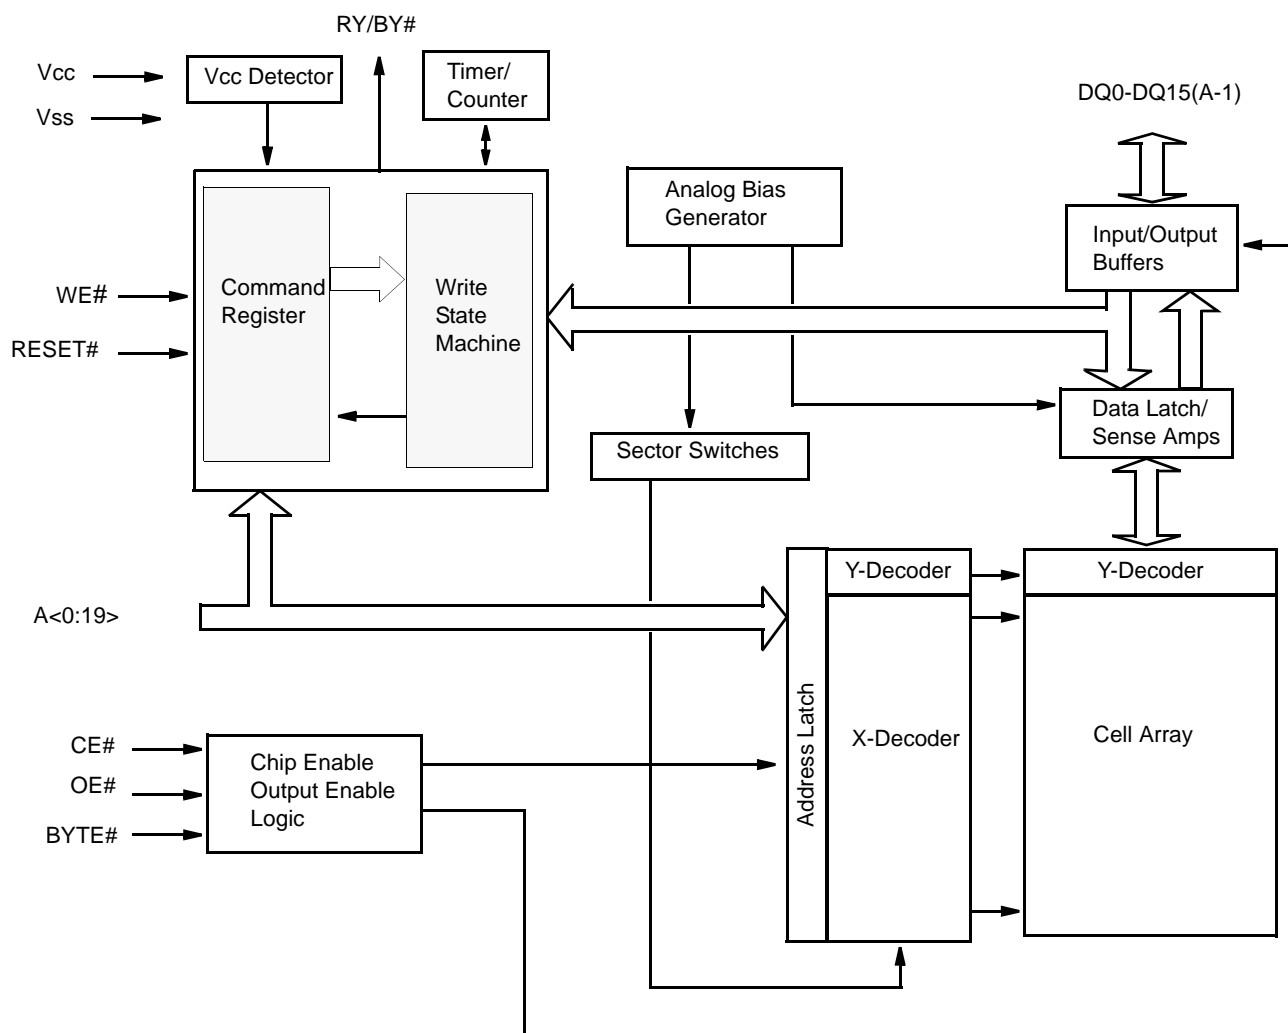 RY/BY#
Vcc
Vss
Vcc Detector
Timer/
Counter
DQ0-DQ15(A-1)
Analog Bias
Generator
Input/Output
Buffers
WE#
RESET#
Command
Register
Write
State
Machine
Data Latch/
Sense Amps
Sector Switches
Y-Decoder
Y-Decoder
A<0:19>
Address Latch
X-Decoder
Cell Array
CE#
OE#
BYTE#
Chip Enable
Output Enable
Logic